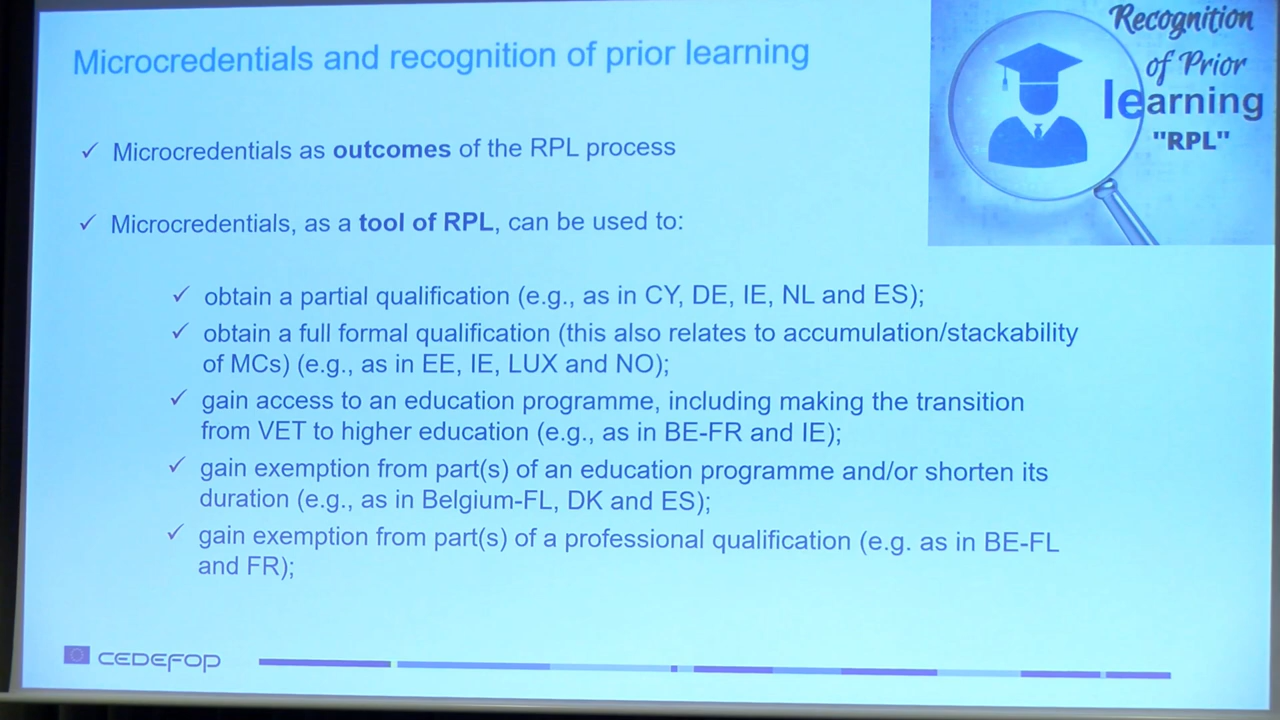 Microcredentials and recognition of prior learning
Recognition
of Prior
learning
"RPL"
✓ Microcredentials as outcomes of the RPL process
✓ Microcredentials, as a tool of RPL, can be used to:
✓ obtain a partial qualification (e.g., as in CY, DE, IE, NL and ES);
✓ obtain a full formal qualification (this also relates to accumulation/stackability
of MCs) (e.g., as in EE, IE, LUX and NO);
✓ gain access to an education programme, including making the transition
from VET to higher education (e.g., as in BE-FR and IE);
✓ gain exemption from part(s) of an education programme and/or shorten its
duration (e.g., as in Belgium-FL, DK and ES);
✓ gain exemption from part(s) of a professional qualification (e.g. as in BE-FL
and FR);
CEDEFOP